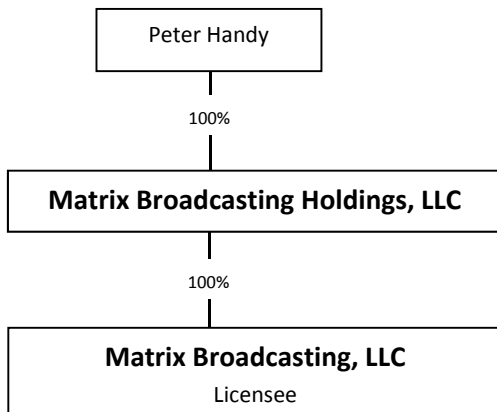 Peter Handy
100%
Matrix Broadcasting Holdings, LLC
100%
Matrix Broadcasting, LLC
Licensee